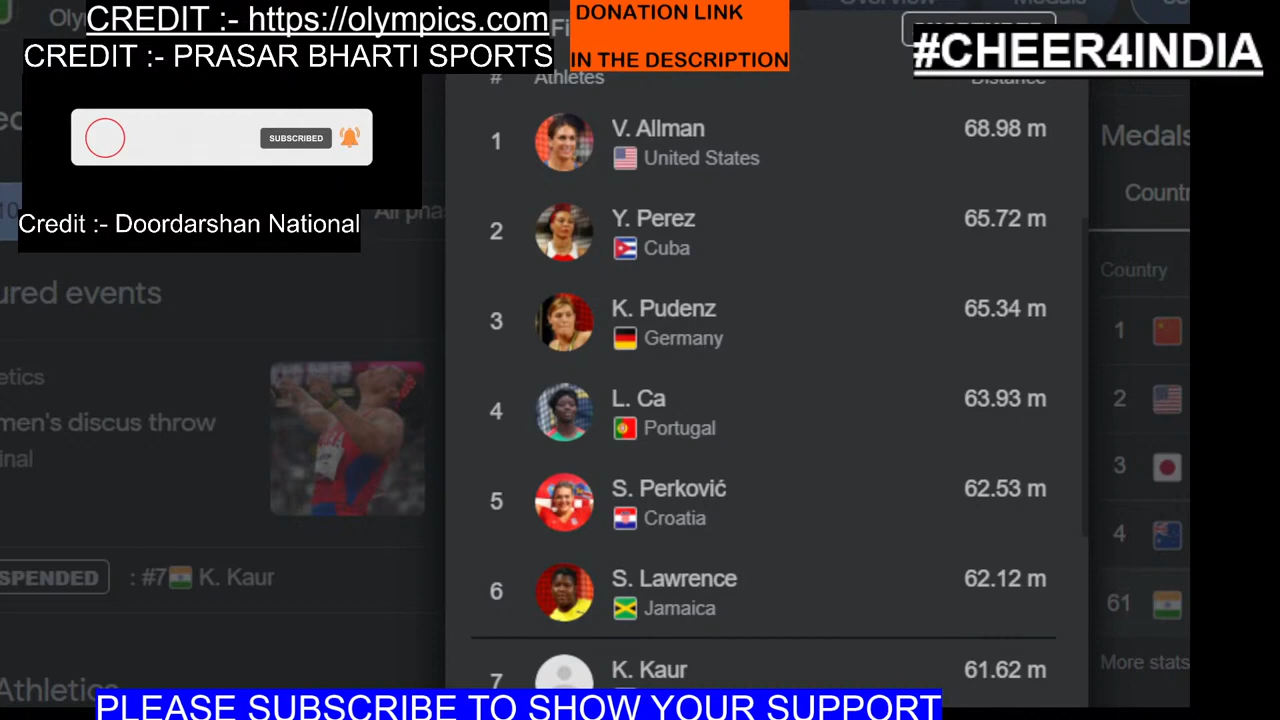 CREDIT :- https://olympics.com
CREDIT :- PRASAR BHARTI SPORTS
DONATION LINK
IN THE DESCRIPTION
#CHEER4INDIA
SUBSCRIBED
Credit :- Doordarshan National
All pha
ured events
etics
men's discus throw
inal
SPENDED : #7 K. Kaur
Athletics
# Athletes Distance
1 V. Allman 68.98 m
United States
2 Y. Perez 65.72 m
Cuba
3 K. Pudenz 65.34 m
Germany
4 L. Ca 63.93 m
Portugal
5 S. Perković 62.53 m
Croatia
6 S. Lawrence 62.12 m
Jamaica
7 K. Kaur 61.62 m
Medals
Countr
Country
1
2
3
4
61
More stats
PLEASE SUBSCRIBE TO SHOW YOUR SUPPORT